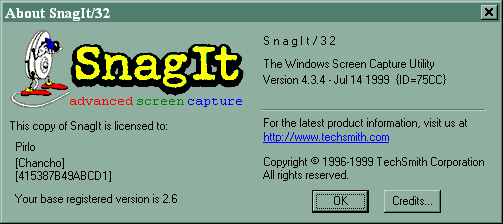 About SnagIt/32
SnagIt
advanced screen capture
SnagIt/32
The Windows Screen Capture Utility
Version 4.3.4 - Jul 14 1999 {ID=75CC}
This copy of SnagIt is licensed to:
Pirlo
[Chancho]
[415387B49ABCD1]
Your base registered version is 2.6
For the latest product information, visit us at
http://www.techsmith.com
Copyright © 1996-1999 TechSmith Corporation
All rights reserved.
OK
Credits...